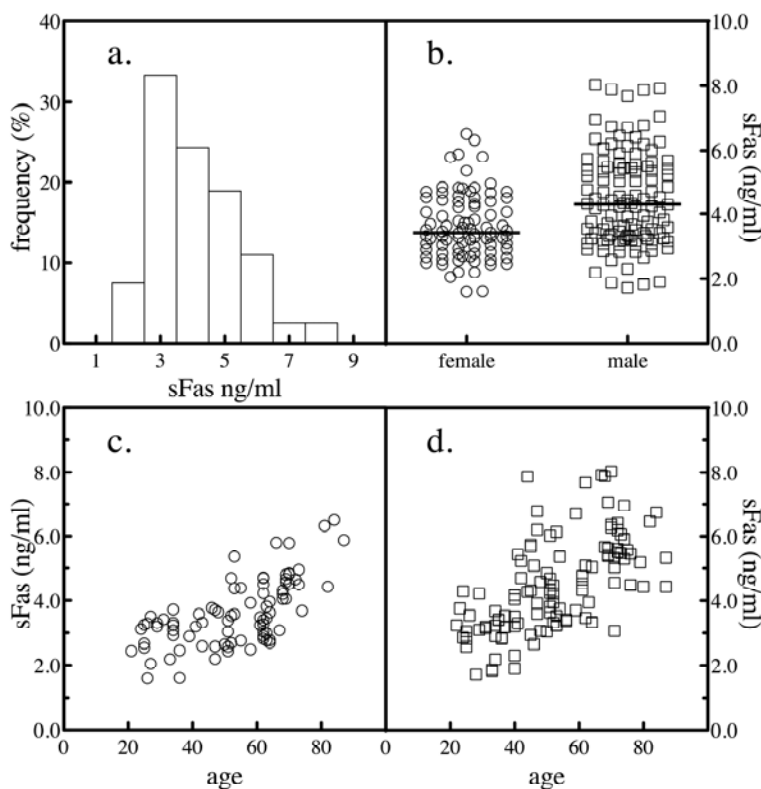 40
30
20
10
0
frequency (%)
a.
1 3 5 7 9
sFas ng/ml
b.
10.0
8.0
6.0
4.0
2.0
0.0
sFas (ng/ml)
female male
10.0
8.0
6.0
4.0
2.0
0.0
sFas (ng/ml)
c.
0 20 40 60 80
age
d.
10.0
8.0
6.0
4.0
2.0
0.0
sFas (ng/ml)
0 20 40 60 80
age